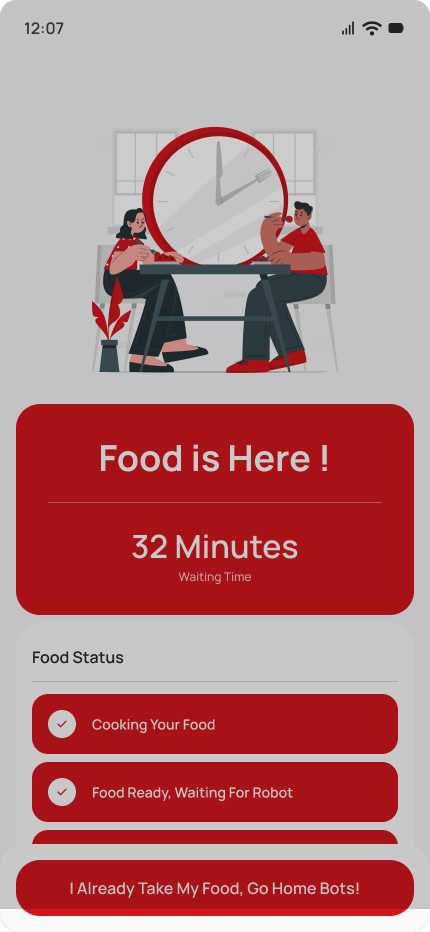 12:07
Food is Here !
32 Minutes
Waiting Time
Food Status
Cooking Your Food
Food Ready, Waiting For Robot
I Already Take My Food, Go Home Bots!